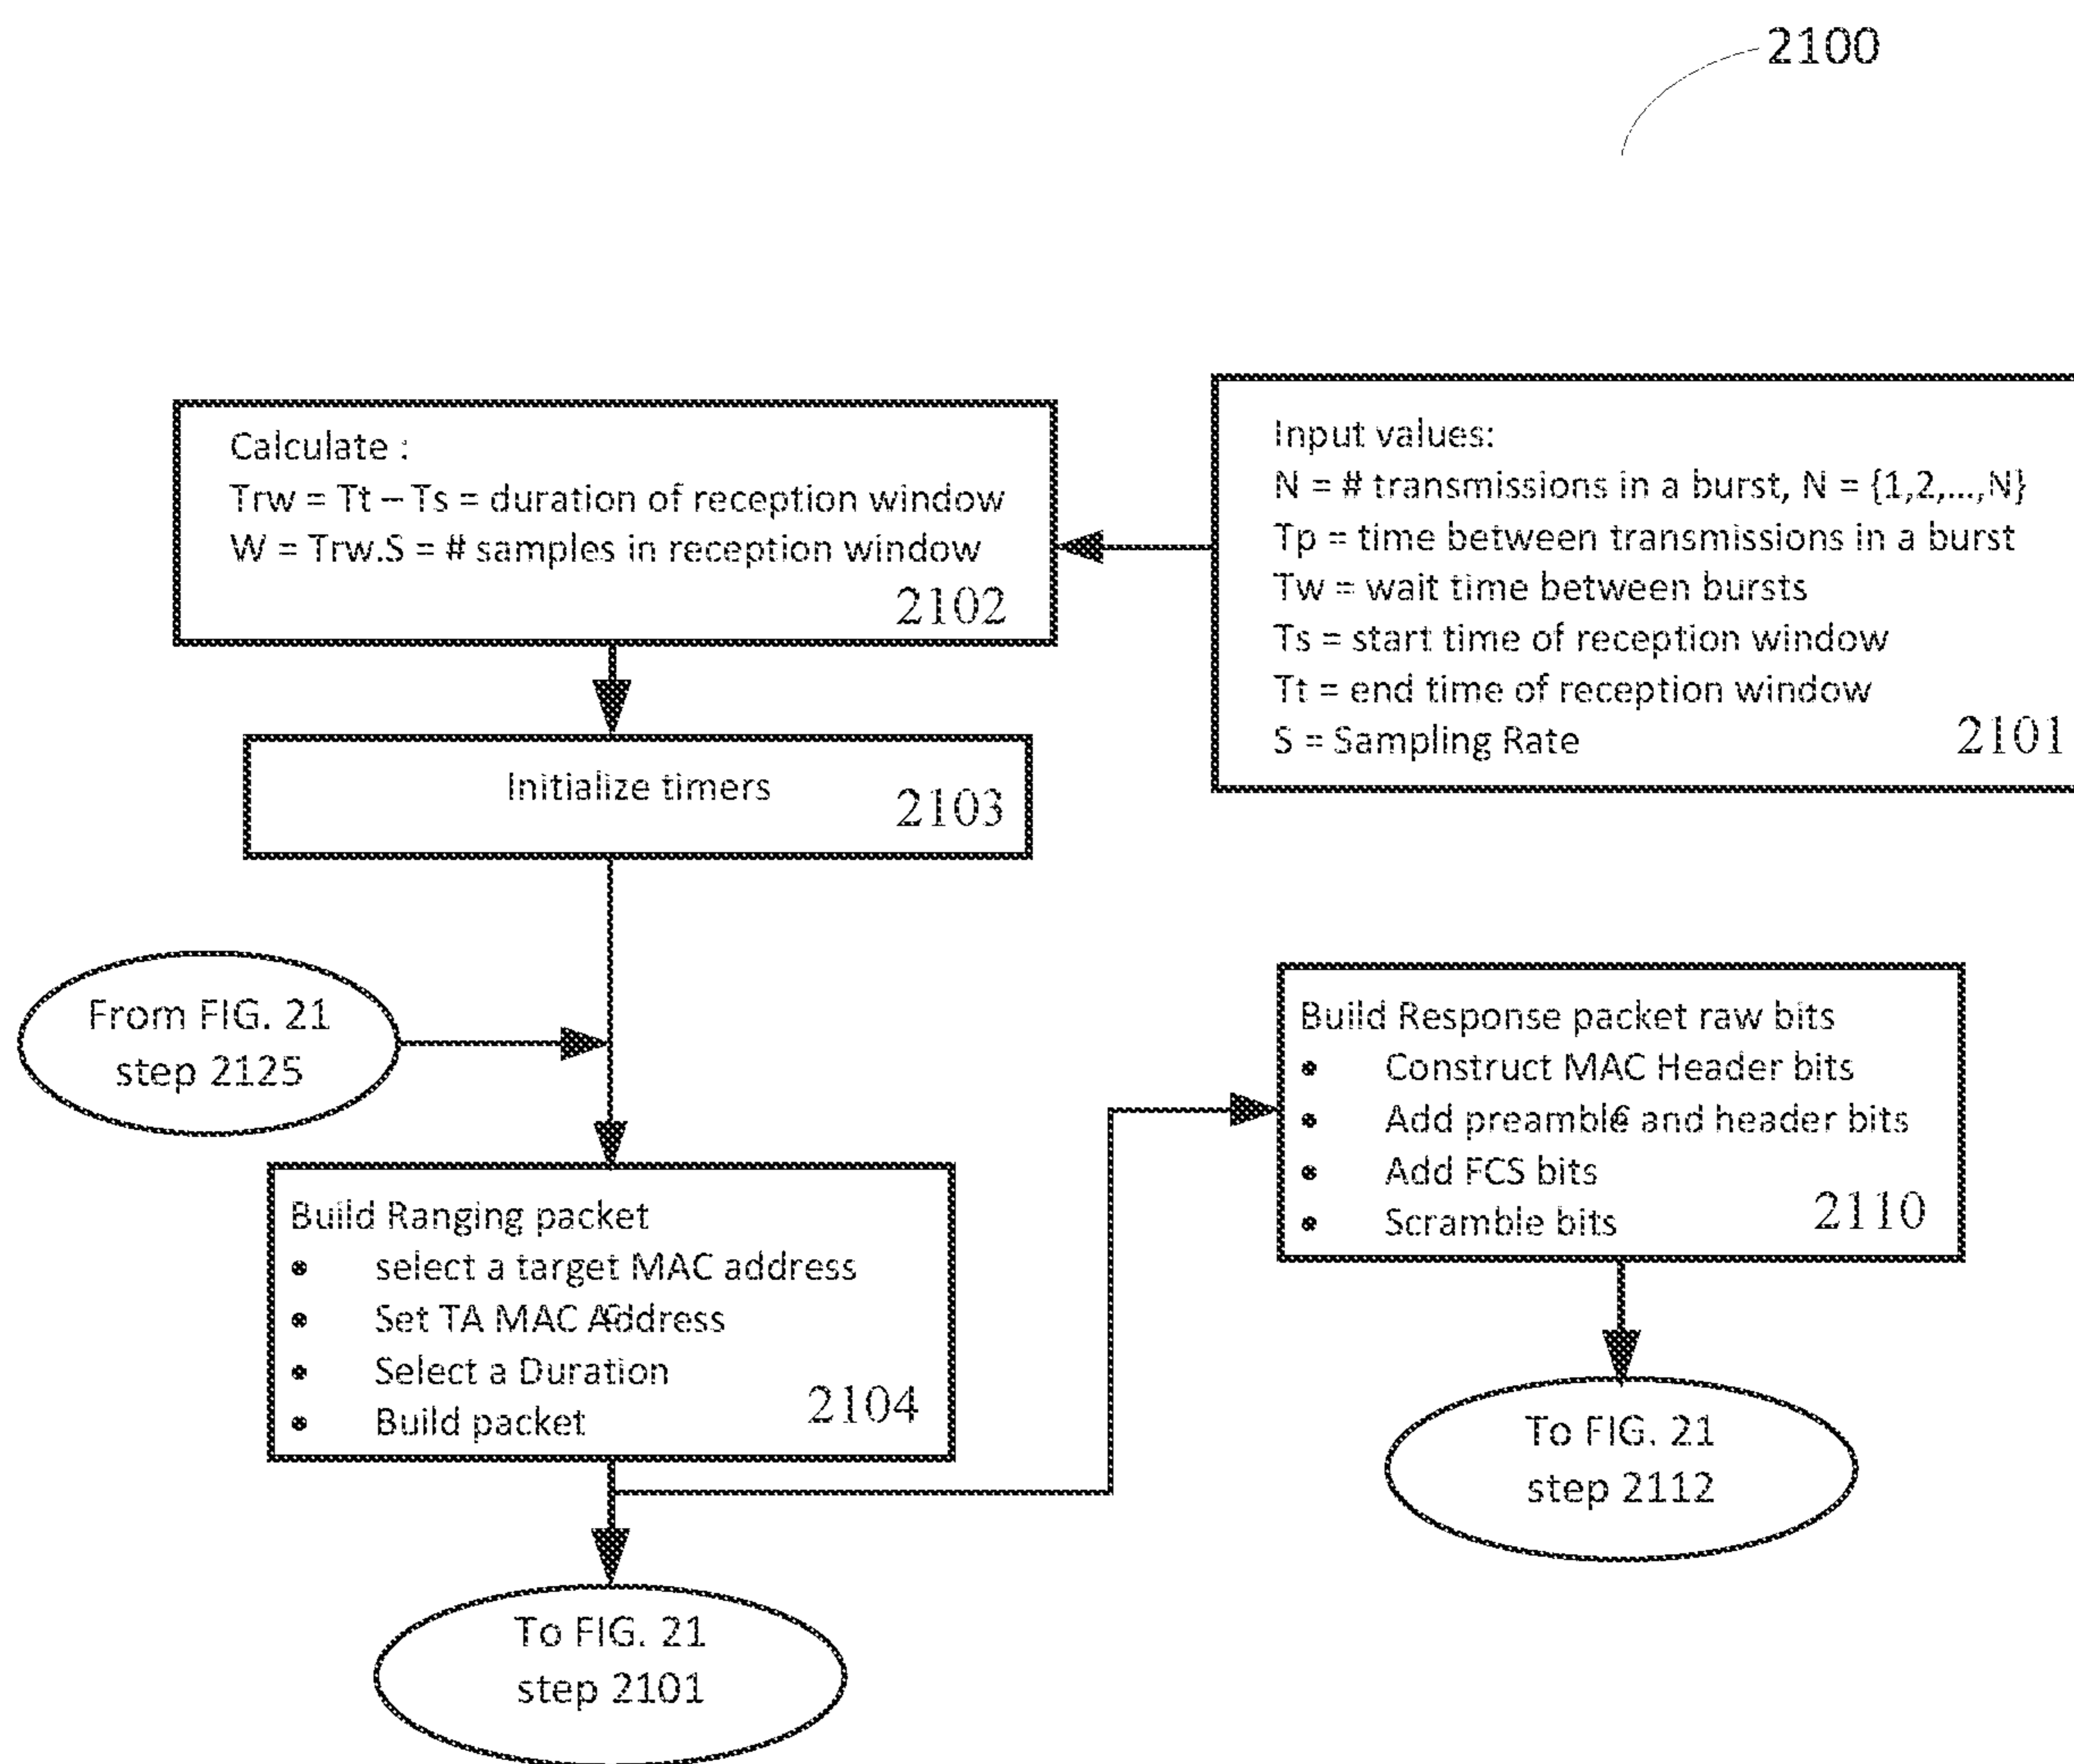 2100
Calculate :
Trw = Tt – Ts = duration of reception window
W = Trw.S = # samples in reception window
2102
Input values:
N = # transmissions in a burst, N = {1,2,...,N}
Tp = time between transmissions in a burst
Tw = wait time between bursts
Ts = start time of reception window
Tt = end time of reception window
S = Sampling Rate
2101
Initialize timers
2103
From FIG. 21
step 2125
Build Ranging packet
• select a target MAC address
• Set TA MAC Address
• Select a Duration
• Build packet
2104
Build Response packet raw bits
• Construct MAC Header bits
• Add preamble and header bits
• Add FCS bits
• Scramble bits
2110
To FIG. 21
step 2112
To FIG. 21
step 2101